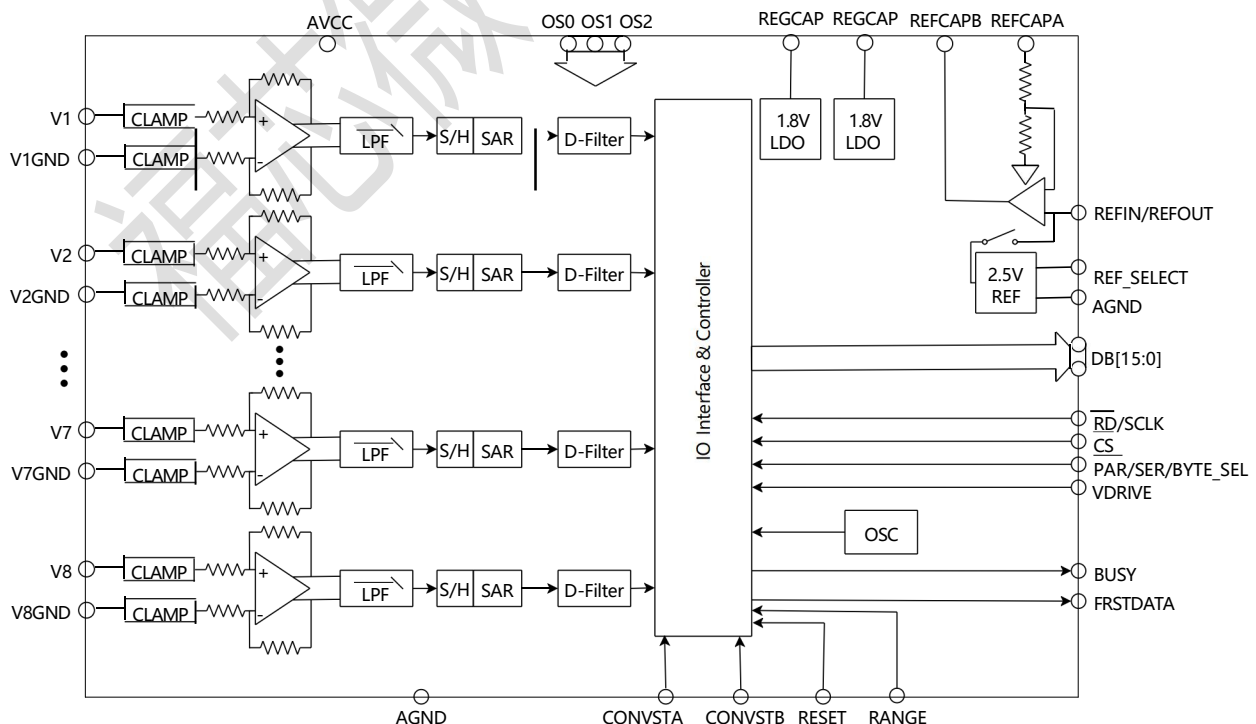 AVCC
OS0 OS1 OS2
REGCAP REGCAP REFCAPB REFCAPA
V1
CLAMP
+
LPF
S/H SAR
D-Filter
1.8V LDO
1.8V LDO
V1GND
CLAMP
-
REFIN/REFOUT
V2
CLAMP
+
LPF
S/H SAR
D-Filter
2.5V REF
REF_SELECT
V2GND
CLAMP
-
AGND
IO Interface & Controller
DB[15:0]
V7
CLAMP
+
LPF
S/H SAR
D-Filter
RD/SCLK
CS
V7GND
CLAMP
-
PAR/SER/BYTE_SEL
VDRIVE
OSC
V8
CLAMP
+
LPF
S/H SAR
D-Filter
BUSY
V8GND
CLAMP
-
FRSTDATA
AGND
CONVSTA CONVSTB RESET RANGE
福芯微